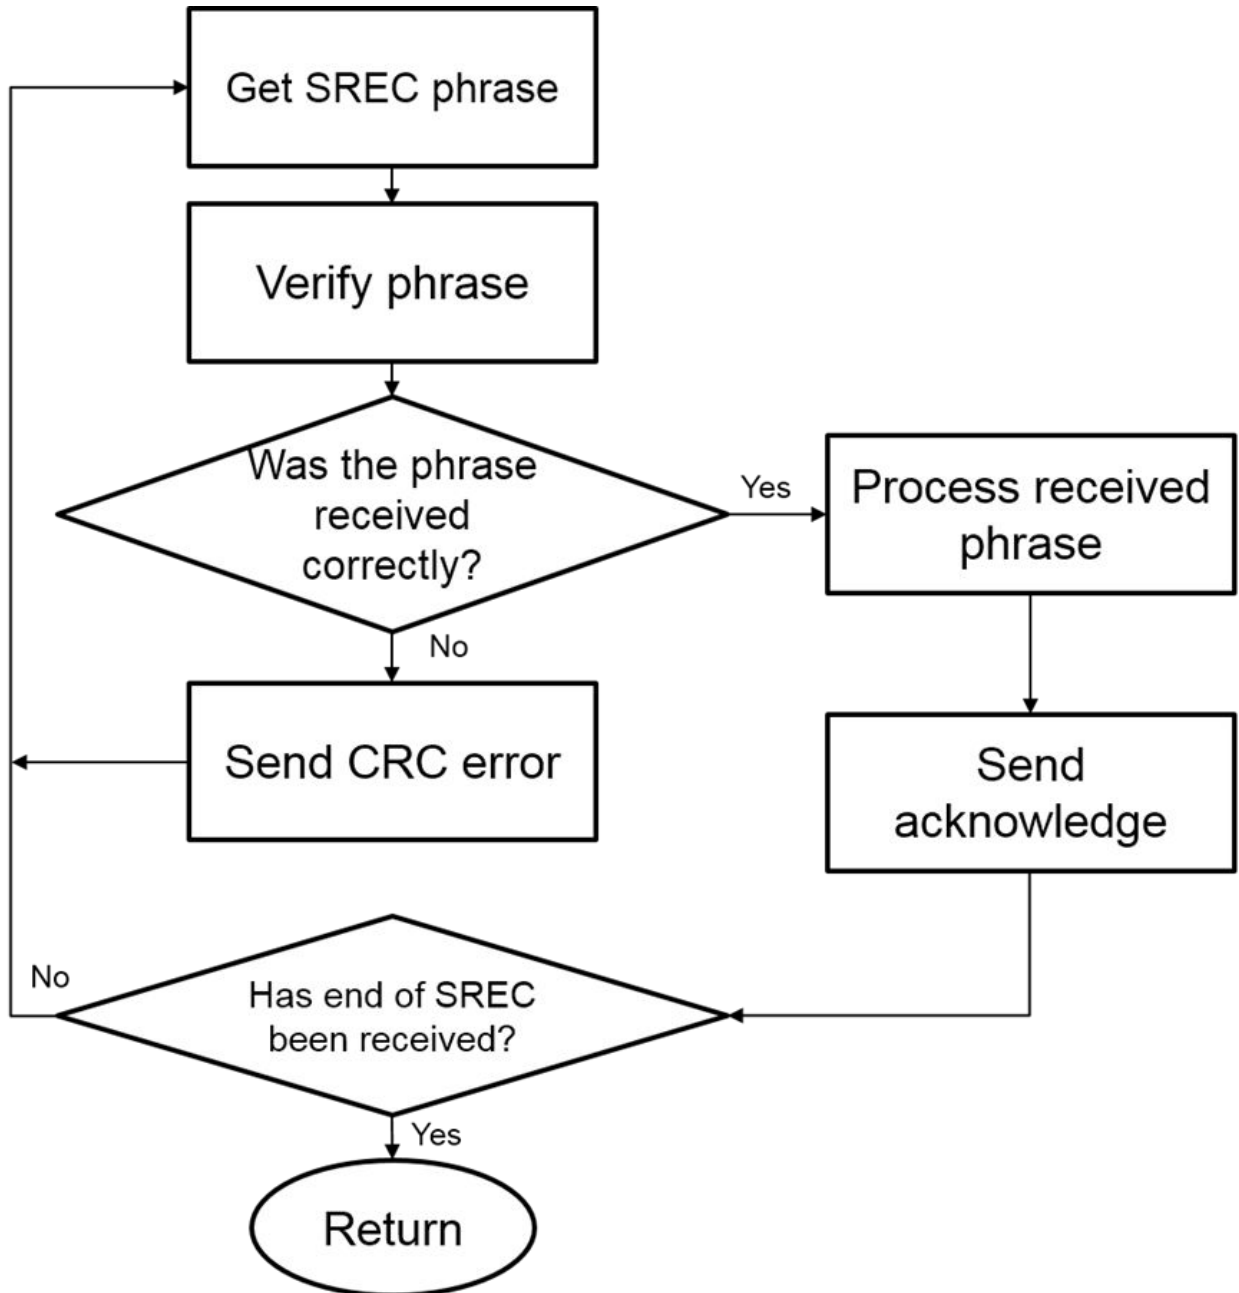 Get SREC phrase
Verify phrase
Was the phrase
received
correctly?
Yes
Process received
phrase
No
Send CRC error
Send
acknowledge
No
Has end of SREC
been received?
Yes
Return